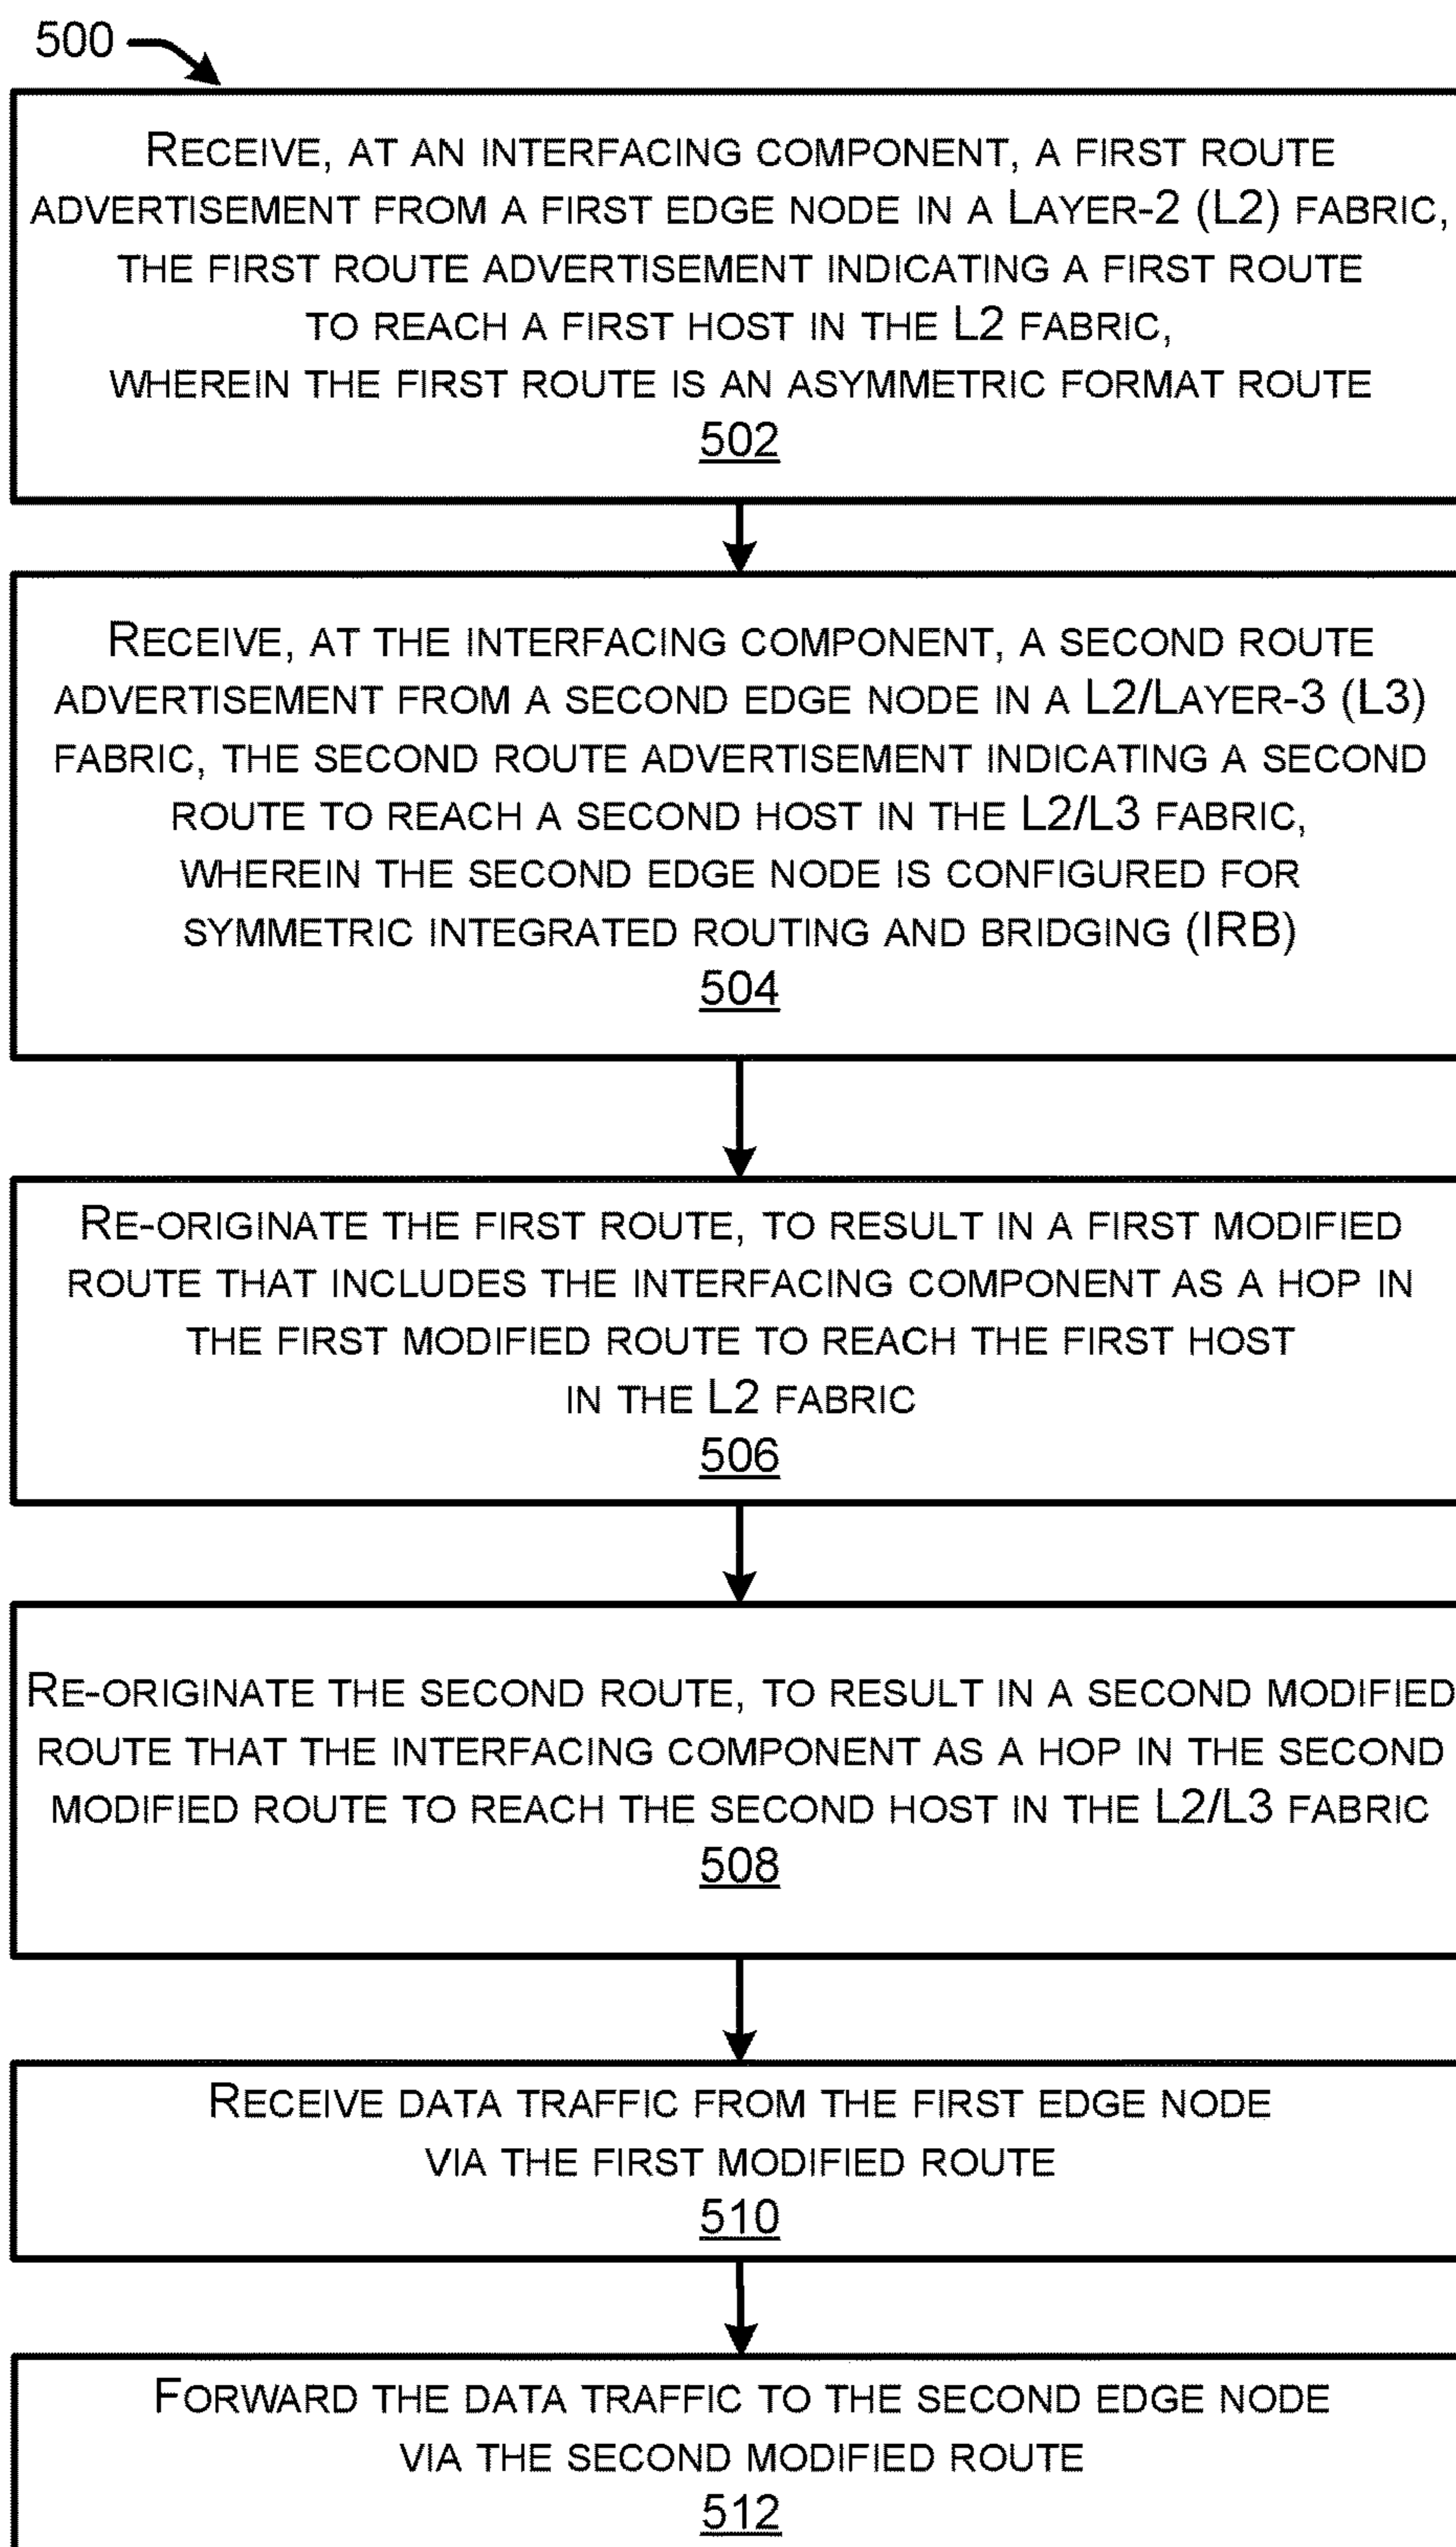 500
RECEIVE, AT AN INTERFACING COMPONENT, A FIRST ROUTE
ADVERTISEMENT FROM A FIRST EDGE NODE IN A LAYER-2 (L2) FABRIC,
THE FIRST ROUTE ADVERTISEMENT INDICATING A FIRST ROUTE
TO REACH A FIRST HOST IN THE L2 FABRIC,
WHEREIN THE FIRST ROUTE IS AN ASYMMETRIC FORMAT ROUTE
502
RECEIVE, AT THE INTERFACING COMPONENT, A SECOND ROUTE
ADVERTISEMENT FROM A SECOND EDGE NODE IN A L2/LAYER-3 (L3)
FABRIC, THE SECOND ROUTE ADVERTISEMENT INDICATING A SECOND
ROUTE TO REACH A SECOND HOST IN THE L2/L3 FABRIC,
WHEREIN THE SECOND EDGE NODE IS CONFIGURED FOR
SYMMETRIC INTEGRATED ROUTING AND BRIDGING (IRB)
504
RE-ORIGINATE THE FIRST ROUTE, TO RESULT IN A FIRST MODIFIED
ROUTE THAT INCLUDES THE INTERFACING COMPONENT AS A HOP IN
THE FIRST MODIFIED ROUTE TO REACH THE FIRST HOST
IN THE L2 FABRIC
506
RE-ORIGINATE THE SECOND ROUTE, TO RESULT IN A SECOND MODIFIED
ROUTE THAT THE INTERFACING COMPONENT AS A HOP IN THE SECOND
MODIFIED ROUTE TO REACH THE SECOND HOST IN THE L2/L3 FABRIC
508
RECEIVE DATA TRAFFIC FROM THE FIRST EDGE NODE
VIA THE FIRST MODIFIED ROUTE
510
FORWARD THE DATA TRAFFIC TO THE SECOND EDGE NODE
VIA THE SECOND MODIFIED ROUTE
512